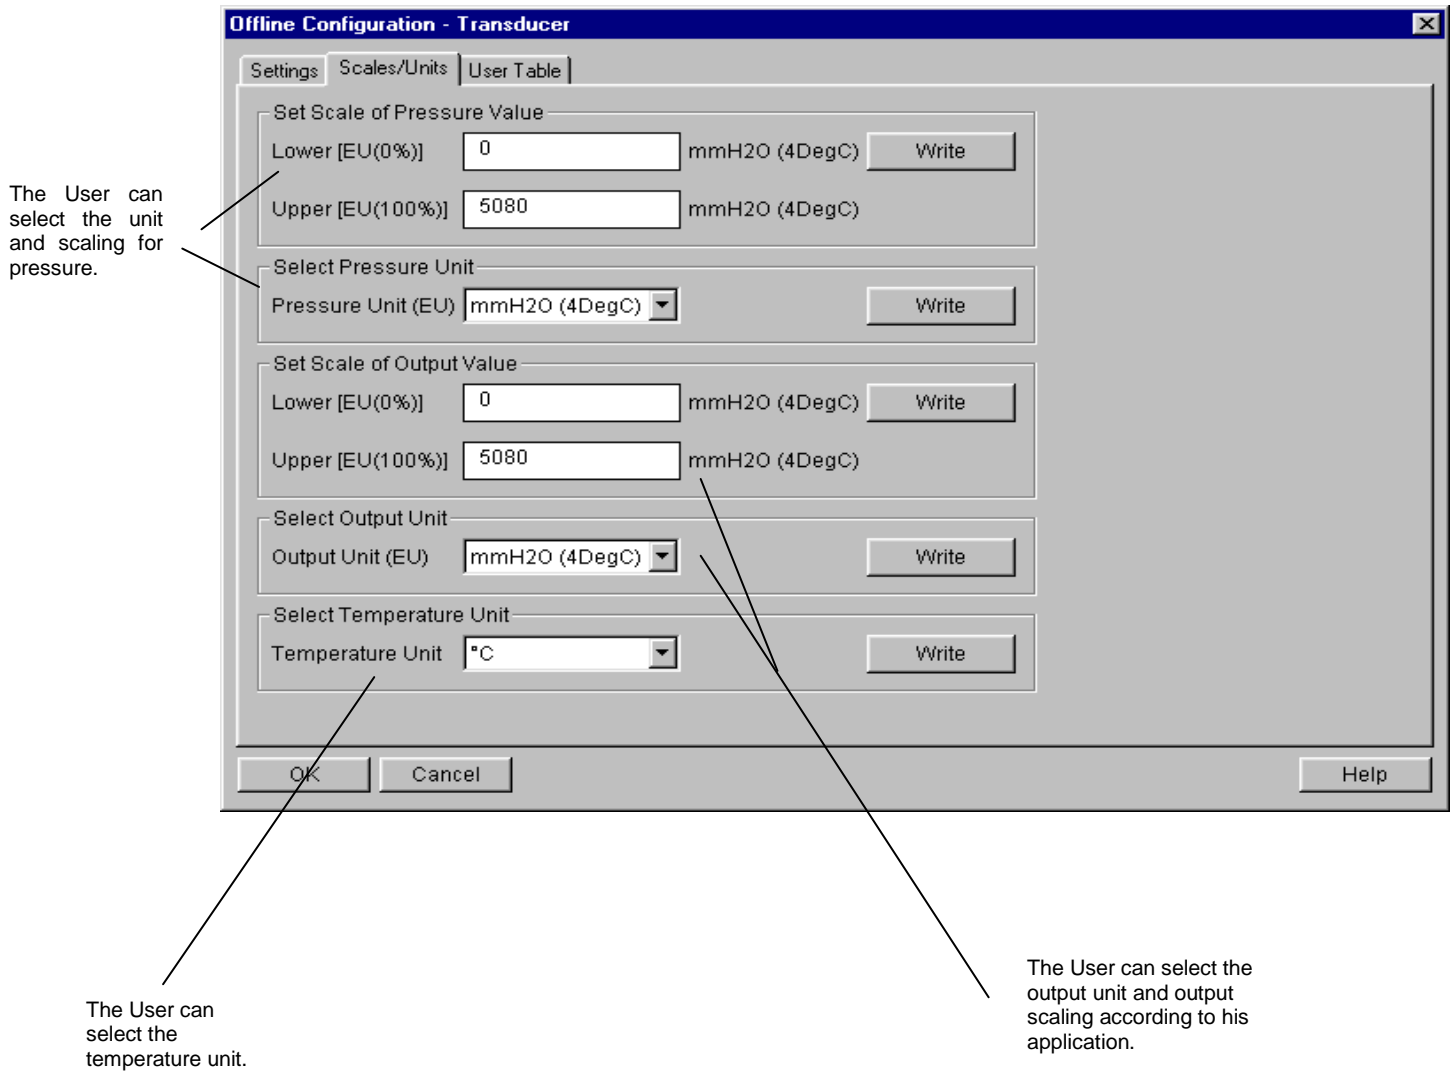 Offline Configuration - Transducer
Settings Scales/Units User Table
Set Scale of Pressure Value
Lower [EU(0%)] 0 mmH2O (4DegC) Write
Upper [EU(100%)] 5080 mmH2O (4DegC)
Select Pressure Unit
Pressure Unit (EU) mmH2O (4DegC) Write
Set Scale of Output Value
Lower [EU(0%)] 0 mmH2O (4DegC) Write
Upper [EU(100%)] 5080 mmH2O (4DegC)
Select Output Unit
Output Unit (EU) mmH2O (4DegC) Write
Select Temperature Unit
Temperature Unit °C Write
OK Cancel Help
The User can
select the unit
and scaling for
pressure.
The User can
select the
temperature unit.
The User can select the
output unit and output
scaling according to his
application.